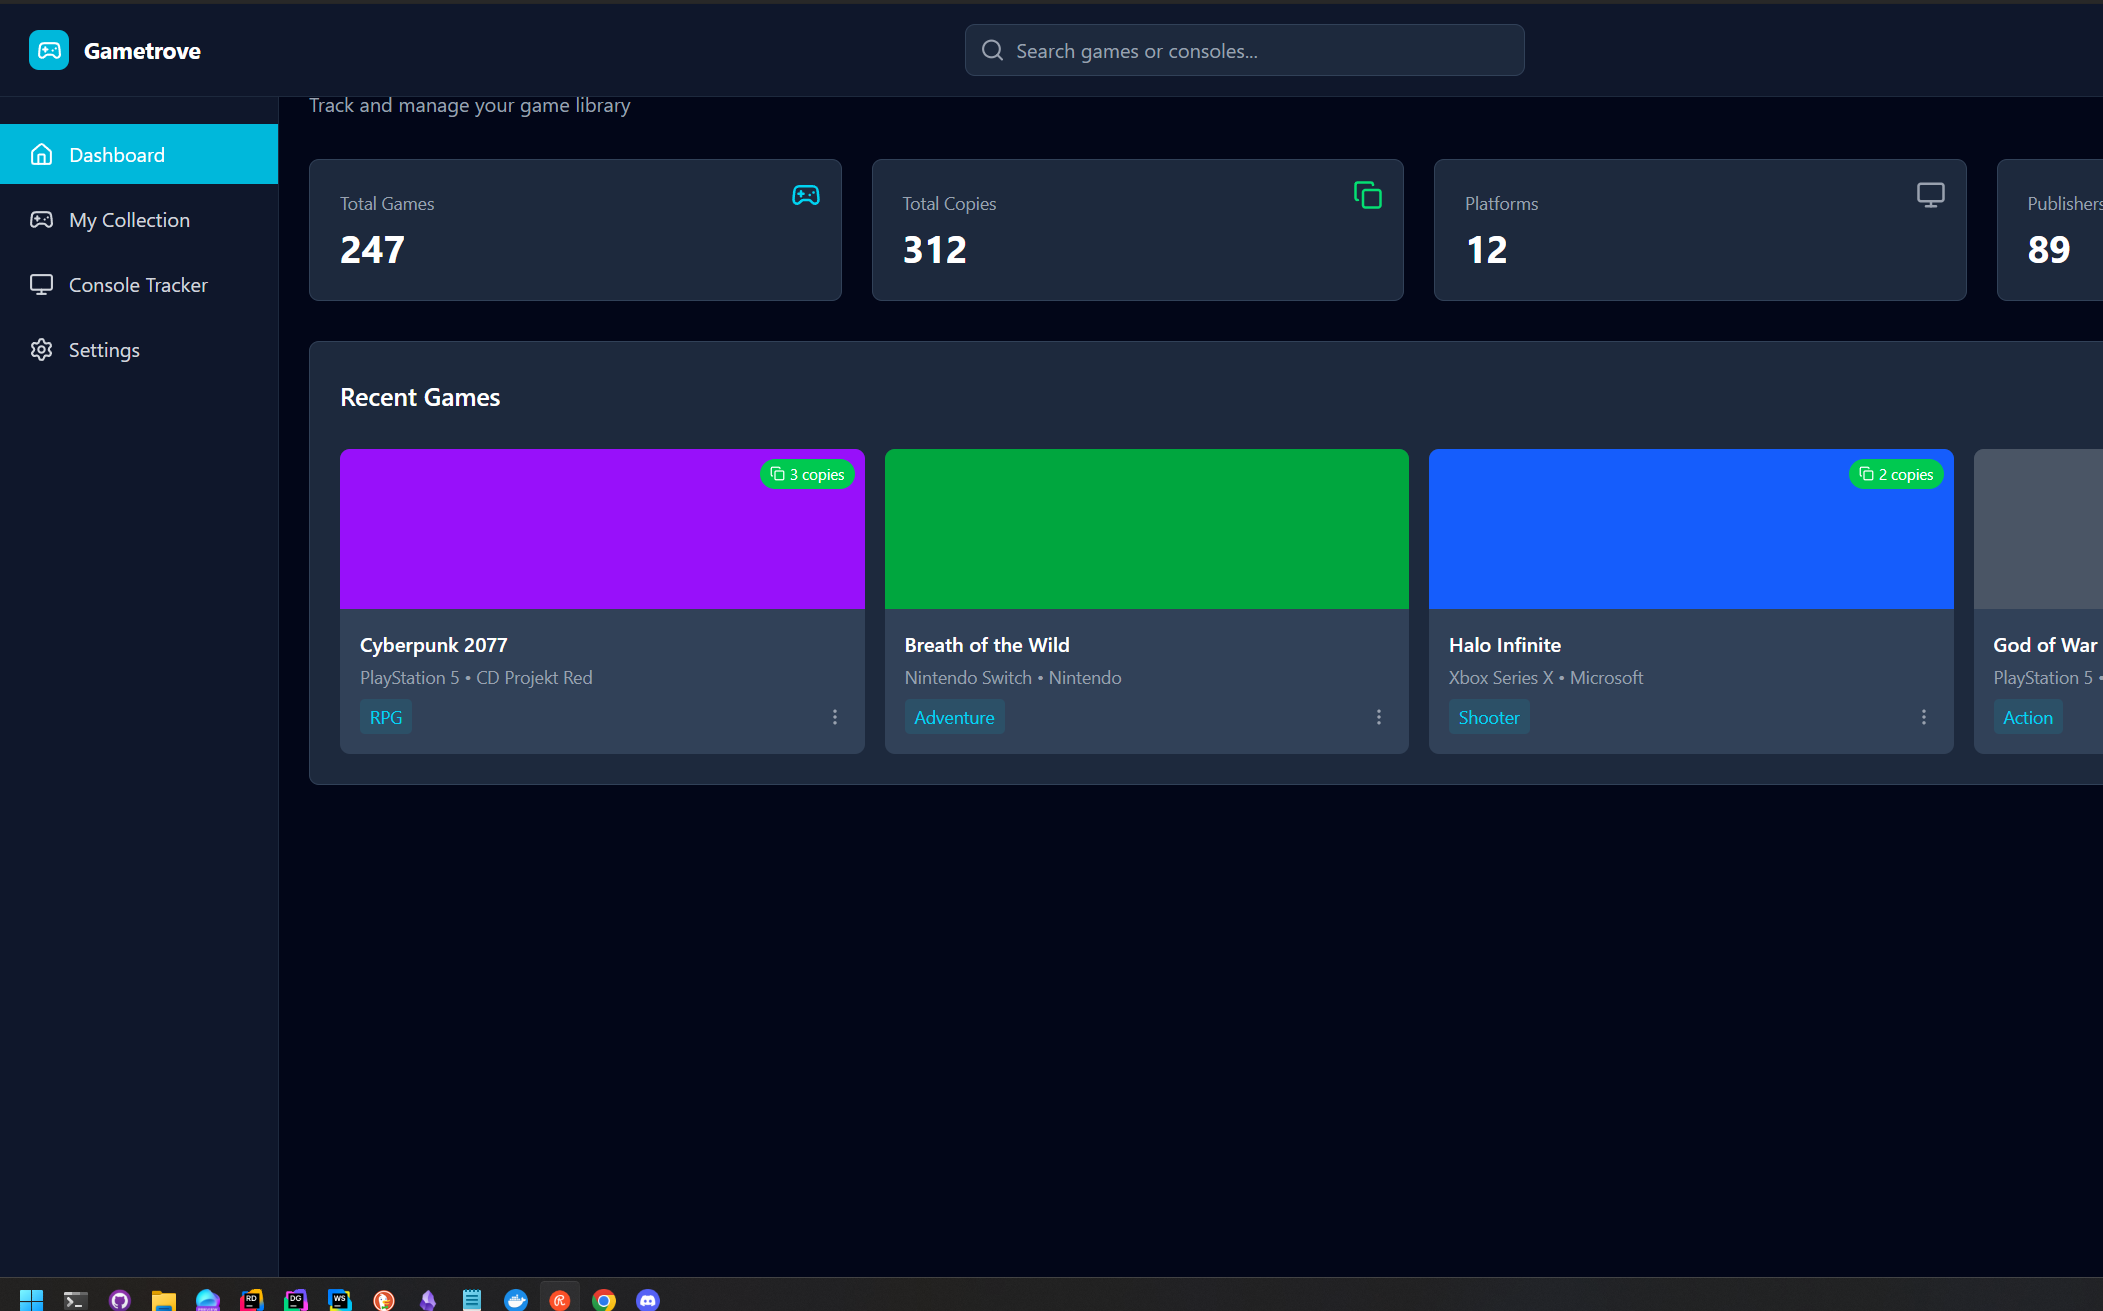 Gametrove
Search games or consoles...
Track and manage your game library
Dashboard
My Collection
Console Tracker
Settings
Total Games
247
Total Copies
312
Platforms
12
Publishers
89
Recent Games
3 copies
Cyberpunk 2077
PlayStation 5 • CD Projekt Red
RPG
Breath of the Wild
Nintendo Switch • Nintendo
Adventure
2 copies
Halo Infinite
Xbox Series X • Microsoft
Shooter
God of War
PlayStation 5 •
Action
RD
DG
WS